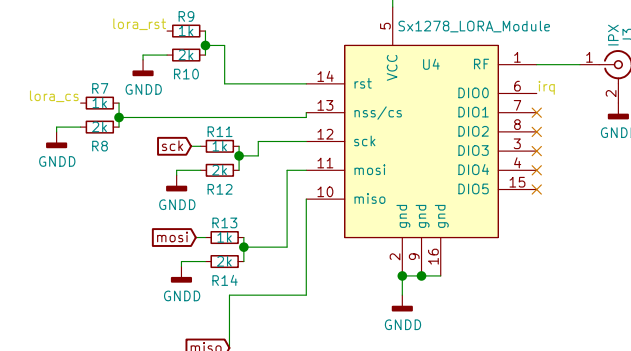 R9
lora_rst
1k
2k
R10
GNDD
R7
lora_cs
1k
2k
R8
GNDD
R11
sck
1k
2k
R12
GNDD
R13
mosi
1k
2k
R14
GNDD
miso
5
Sx1278_LORA_Module
VCC
U4
14
rst
13
nss/cs
12
sck
11
mosi
10
miso
RF
1
DIO0
6
irq
DIO1
7
DIO2
8
DIO3
3
DIO4
4
DIO5
15
gnd
gnd
gnd
2
9
16
GNDD
1
IPX
J3
2
GNDD